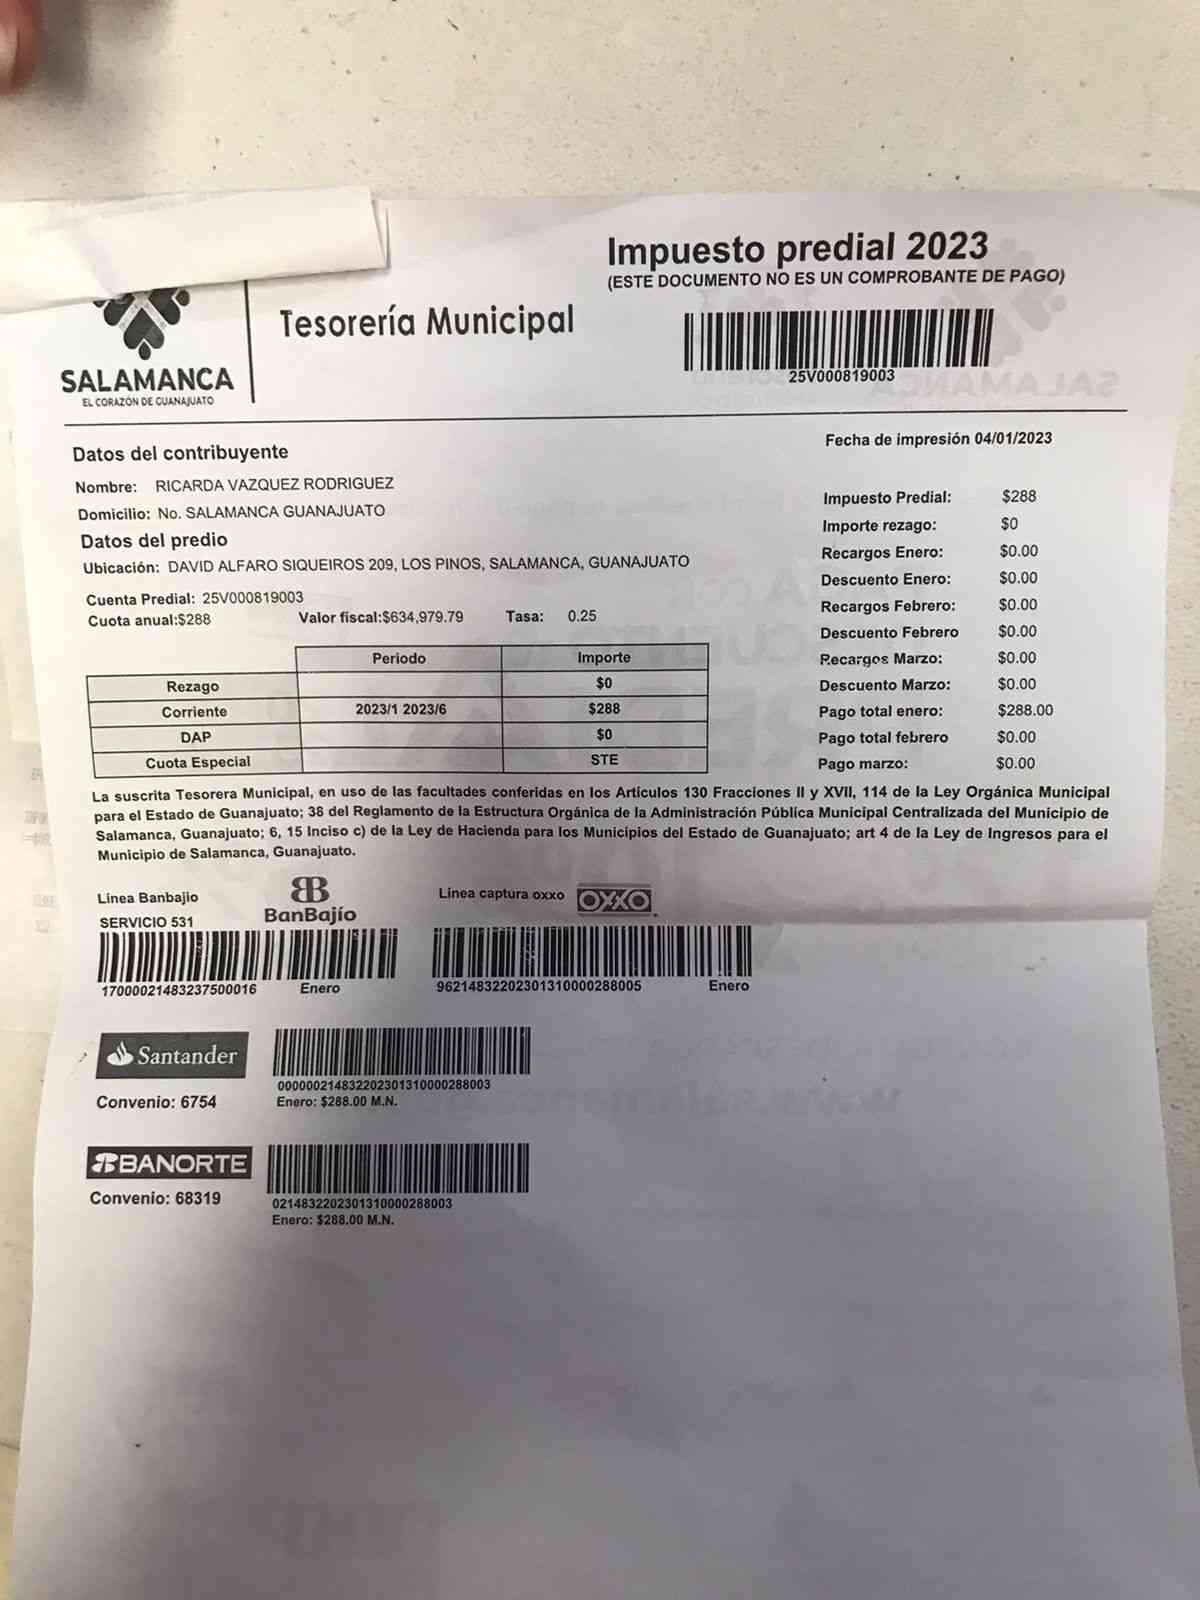 Impuesto predial 2023
(ESTE DOCUMENTO NO ES UN COMPROBANTE DE PAGO)
Tesorería Municipal
SALAMANCA
EL CORAZÓN DE GUANAJUATO
25V000819003
Fecha de impresión 04/01/2023
Datos del contribuyente
Nombre: RICARDA VAZQUEZ RODRIGUEZ
Domicilio: No. SALAMANCA GUANAJUATO
Datos del predio
Ubicación: DAVID ALFARO SIQUEIROS 209, LOS PINOS, SALAMANCA, GUANAJUATO
Cuenta Predial: 25V000819003
Cuota anual:$288 Valor fiscal:$634,979.79 Tasa: 0.25
Periodo Importe
Rezago $0
Corriente 2023/1 2023/6 $288
DAP $0
Cuota Especial STE
Impuesto Predial: $288
Importe rezago: $0
Recargos Enero: $0.00
Descuento Enero: $0.00
Recargos Febrero: $0.00
Descuento Febrero $0.00
Recargos Marzo: $0.00
Descuento Marzo: $0.00
Pago total enero: $288.00
Pago total febrero $0.00
Pago marzo: $0.00
La suscrita Tesorera Municipal, en uso de las facultades conferidas en los Artículos 130 Fracciones II y XVII, 114 de la Ley Orgánica Municipal
para el Estado de Guanajuato; 38 del Reglamento de la Estructura Orgánica de la Administración Pública Municipal Centralizada del Municipio de
Salamanca, Guanajuato; 6, 15 Inciso c) de la Ley de Hacienda para los Municipios del Estado de Guanajuato; art 4 de la Ley de Ingresos para el
Municipio de Salamanca, Guanajuato.
Línea Banbajio
SERVICIO 531
BanBajío
17000021483237500016 Enero
Línea captura oxxo
OXXO
96214832202301310000288005 Enero
Santander
Convenio: 6754
0000002148322023013100002880​03
Enero: $288.00 M.N.
BANORTE
Convenio: 68319
021483220230131000028​8003
Enero: $288.00 M.N.